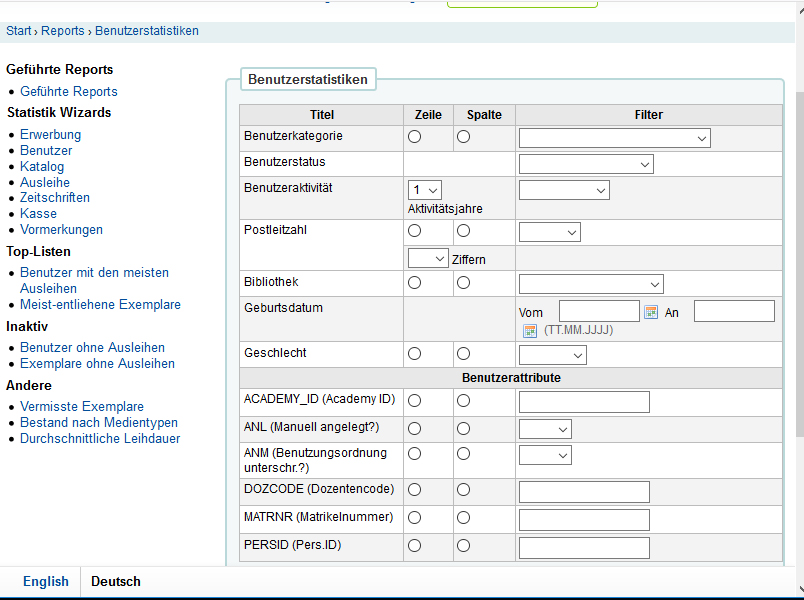 Start › Reports › Benutzerstatistiken
Geführte Reports
Geführte Reports
Statistik Wizards
Erwerbung
Benutzer
Katalog
Ausleihe
Zeitschriften
Kasse
Vormerkungen
Top-Listen
Benutzer mit den meisten
Ausleihen
Meist-entliehene Exemplare
Inaktiv
Benutzer ohne Ausleihen
Exemplare ohne Ausleihen
Andere
Vermisste Exemplare
Bestand nach Medientypen
Durchschnittliche Leihdauer
Benutzerstatistiken
Titel Zeile Spalte Filter
Benutzerkategorie
Benutzerstatus
Benutzeraktivität 1
Aktivitätsjahre
Postleitzahl
Ziffern
Bibliothek
Geburtsdatum Vom An
(TT.MM.JJJJ)
Geschlecht
Benutzerattribute
ACADEMY_ID (Academy ID)
ANL (Manuell angelegt?)
ANM (Benutzungsordnung
unterschr.?)
DOZCODE (Dozentencode)
MATRNR (Matrikelnummer)
PERSID (Pers.ID)
English Deutsch